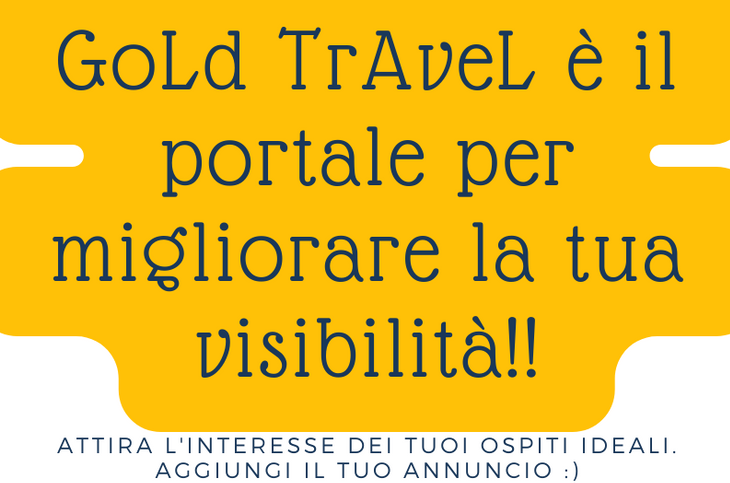 GoLd TrAveL è il
portale per
migliorare la tua
visibilità!!
ATTIRA L'INTERESSE DEI TUOI OSPITI IDEALI.
AGGIUNGI IL TUO ANNUNCIO :)